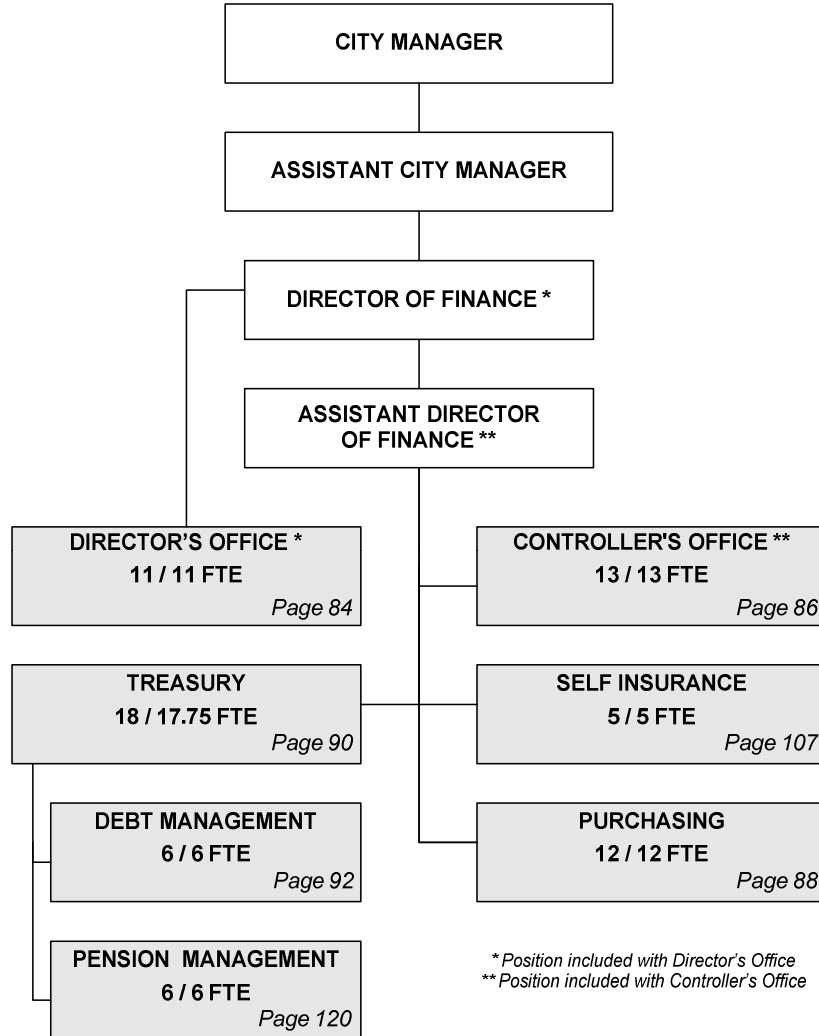 CITY MANAGER
ASSISTANT CITY MANAGER
DIRECTOR OF FINANCE *
ASSISTANT DIRECTOR
OF FINANCE **
DIRECTOR’S OFFICE *
11 / 11 FTE
Page 84
CONTROLLER'S OFFICE **
13 / 13 FTE
Page 86
TREASURY
18 / 17.75 FTE
Page 90
SELF INSURANCE
5 / 5 FTE
Page 107
DEBT MANAGEMENT
6 / 6 FTE
Page 92
PURCHASING
12 / 12 FTE
Page 88
PENSION MANAGEMENT
6 / 6 FTE
Page 120
* Position included with Director’s Office
** Position included with Controller’s Office